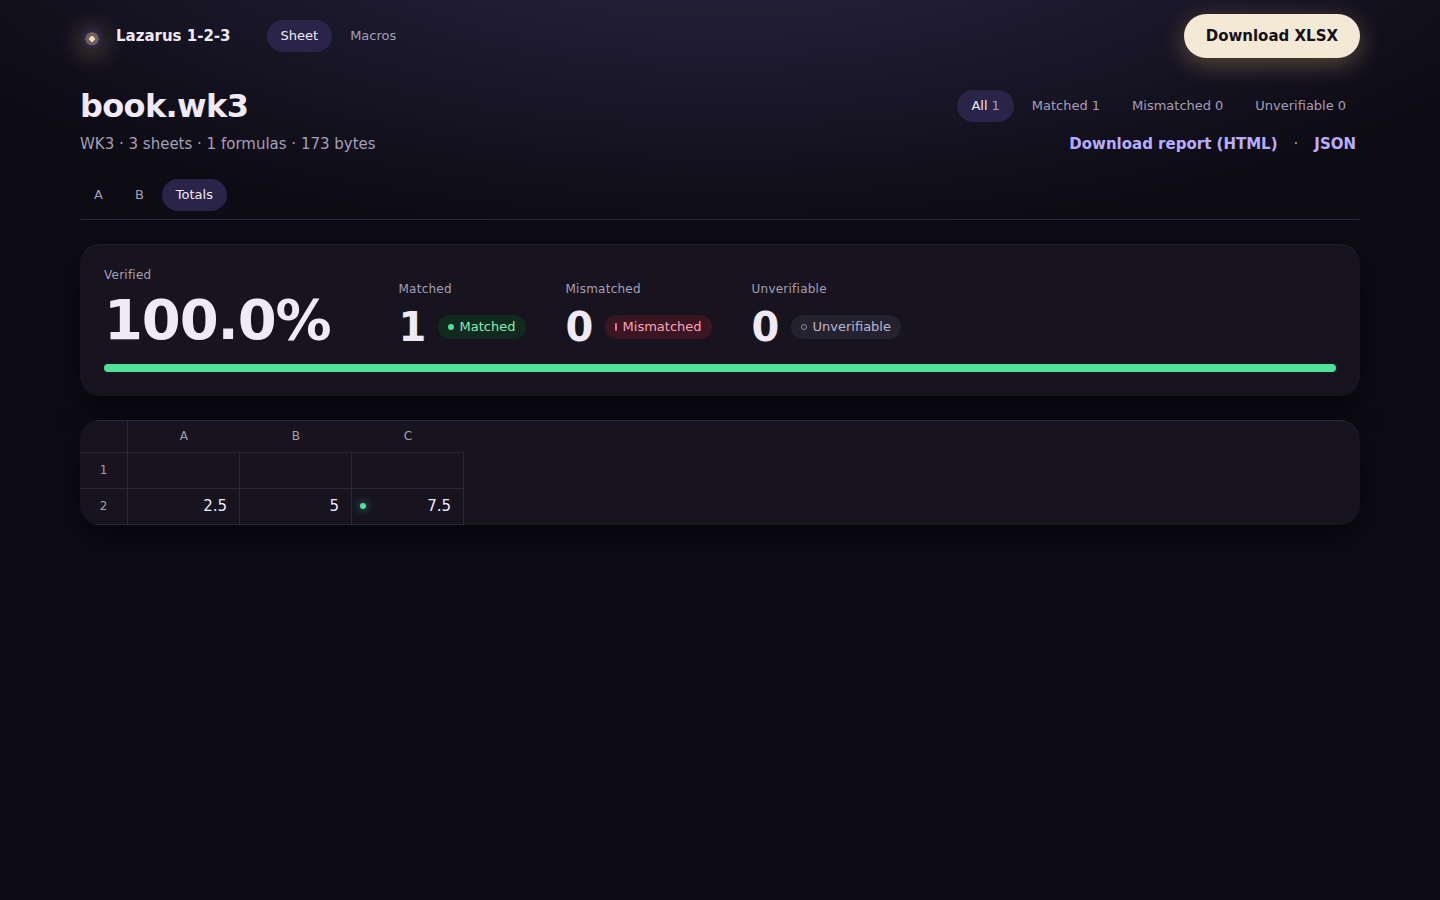 Lazarus 1-2-3 Sheet Macros Download XLSX
book.wk3 All 1 Matched 1 Mismatched 0 Unverifiable 0
WK3 · 3 sheets · 1 formulas · 173 bytes Download report (HTML) · JSON
A B Totals
Verified Matched Mismatched Unverifiable
100.0% 1 Matched 0 Mismatched 0 Unverifiable
A B C
1
2 2.5 5 7.5